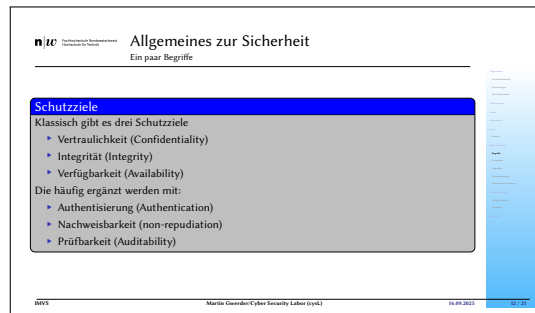 n|w Fachhochschule Nordwestschweiz
Hochschule für Technik
Allgemeines zur Sicherheit
Ein paar Begriffe
Schutzziele
Klassisch gibt es drei Schutzziele
Vertraulichkeit (Confidentiality)
Integrität (Integrity)
Verfügbarkeit (Availability)
Die häufig ergänzt werden mit:
Authentisierung (Authentication)
Nachweisbarkeit (non-repudiation)
Prüfbarkeit (Auditability)
IMVS
Martin Gwerder/Cyber Security Labor (cysL)
16.09.2025
12 / 21